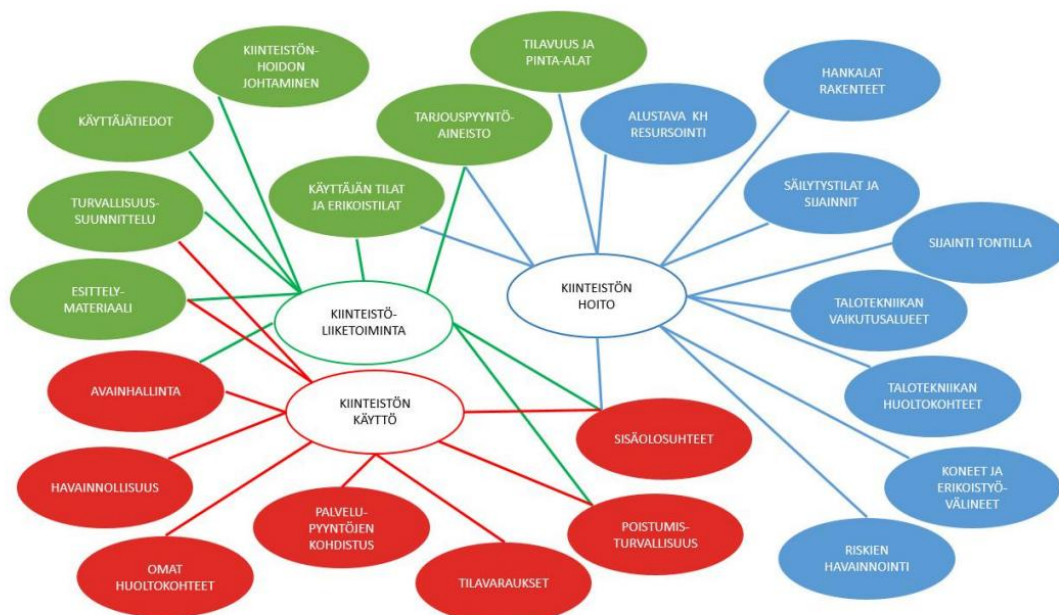 KIINTEISTÖN-
HOIDON
JOHTAMINEN
TILAVUUS JA
PINTA-ALAT
HANKALAT
RAKENTEET
KÄYTTÄJÄTIEDOT
TARJOUSPYYNTÖ-
AINEISTO
ALUSTAVA KH
RESURSOINTI
TURVALLISUUS-
SUUNNITTELU
KÄYTTÄJÄN TILAT
JA ERIKOISTILAT
SÄILYTYSTILAT JA
SIJAINNIT
SIJAINTI TONTILLA
ESITTELY-
MATERIAALI
KIINTEISTÖ-
LIIKETOIMINTA
KIINTEISTÖN
HOITO
TALOTEKNIIKAN
VAIKUTUSALUEET
AVAINHALLINTA
KIINTEISTÖN
KÄYTTÖ
TALOTEKNIIKAN
HUOLTOKOHTEET
SISÄOLOSUHTEET
HAVAINNOLLISUUS
PALVELU-
PYYNTÖJEN
KOHDISTUS
POISTUMIS-
TURVALLISUUS
KONEET JA
ERIKOISTYÖ-
VÄLINEET
OMAT
HUOLTOKOHTEET
TILAVARAUKSET
RISKIEN
HAVAINNOINTI